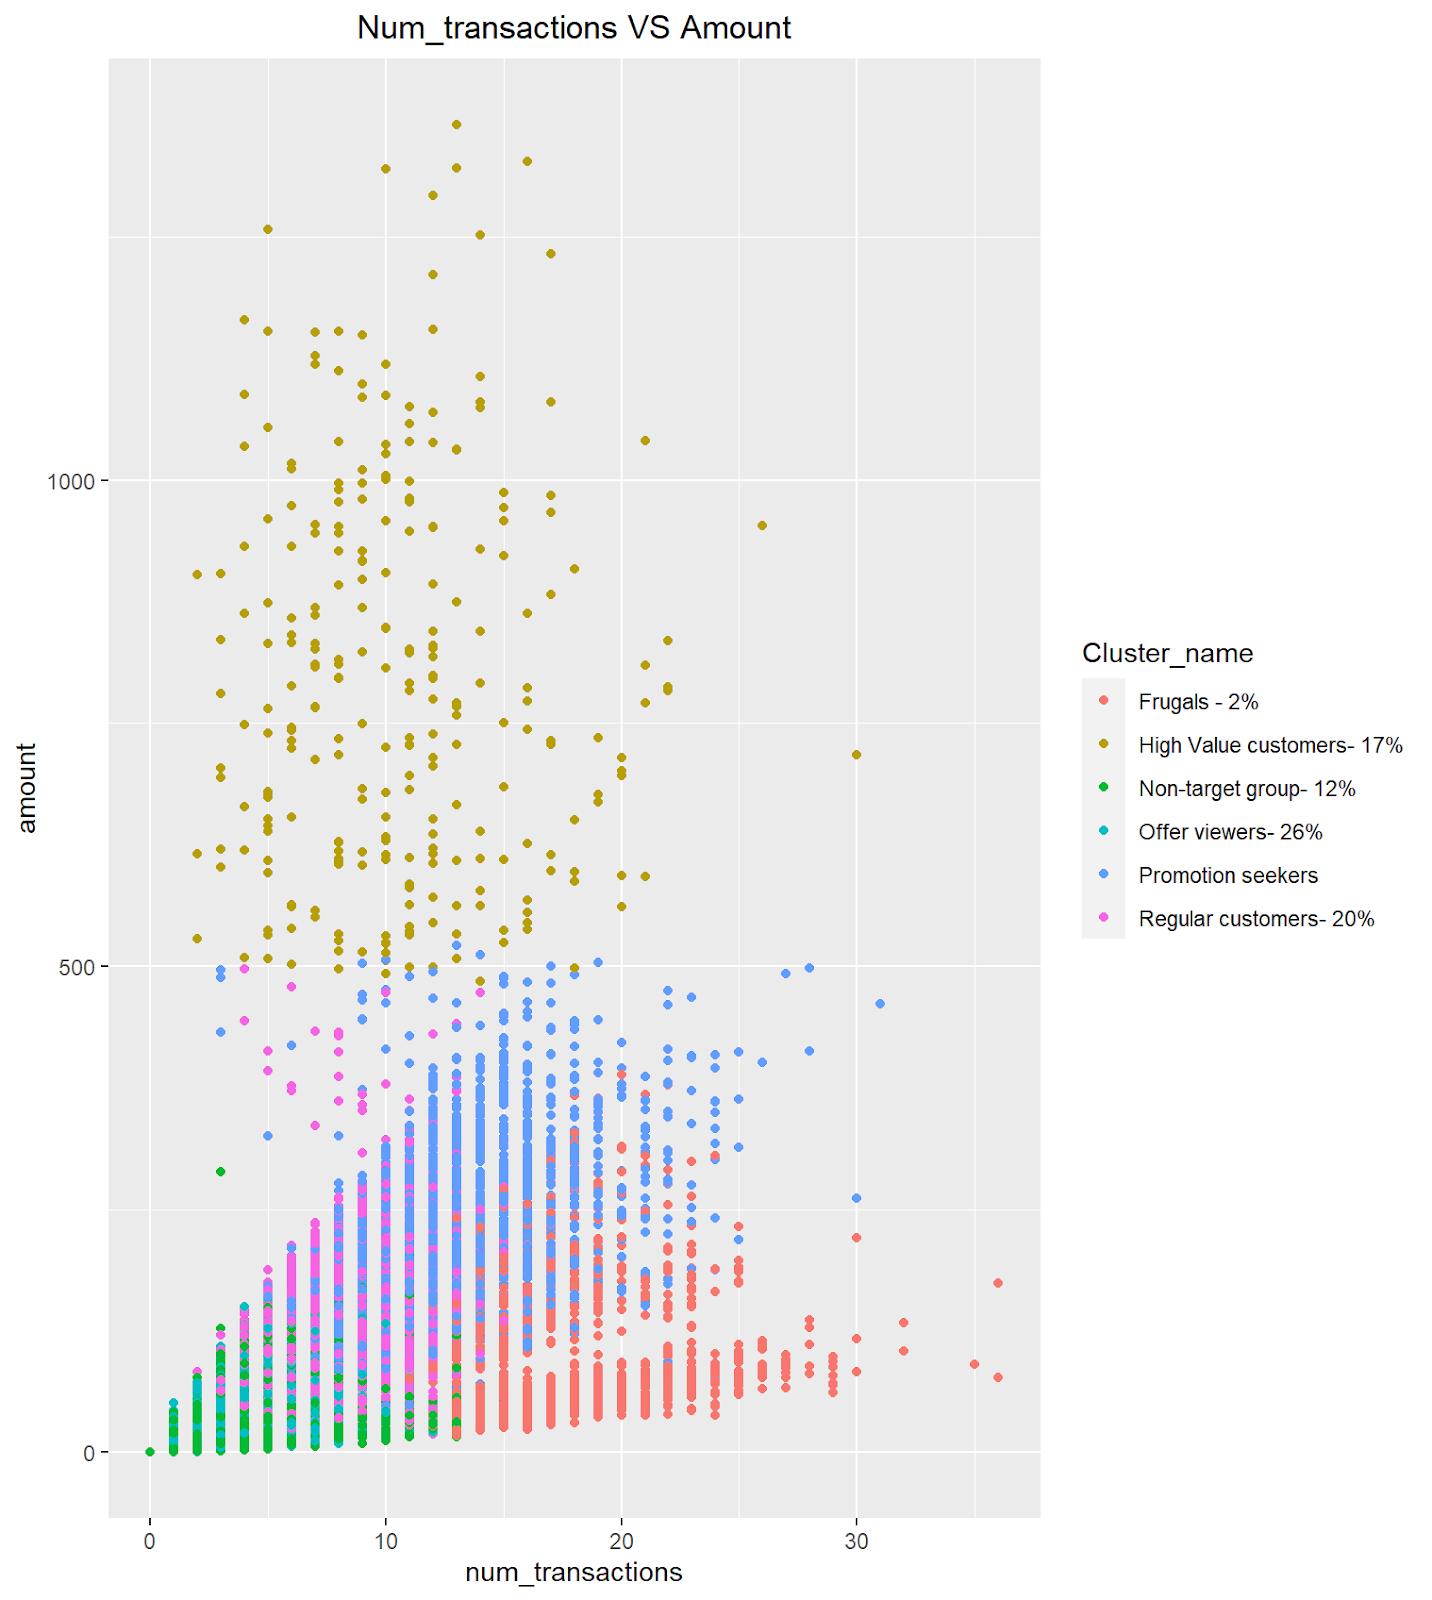 Num_transactions VS Amount
1000
500
0
amount
0
10
20
30
num_transactions
Cluster_name
Frugals - 2%
High Value customers- 17%
Non-target group- 12%
Offer viewers- 26%
Promotion seekers
Regular customers- 20%